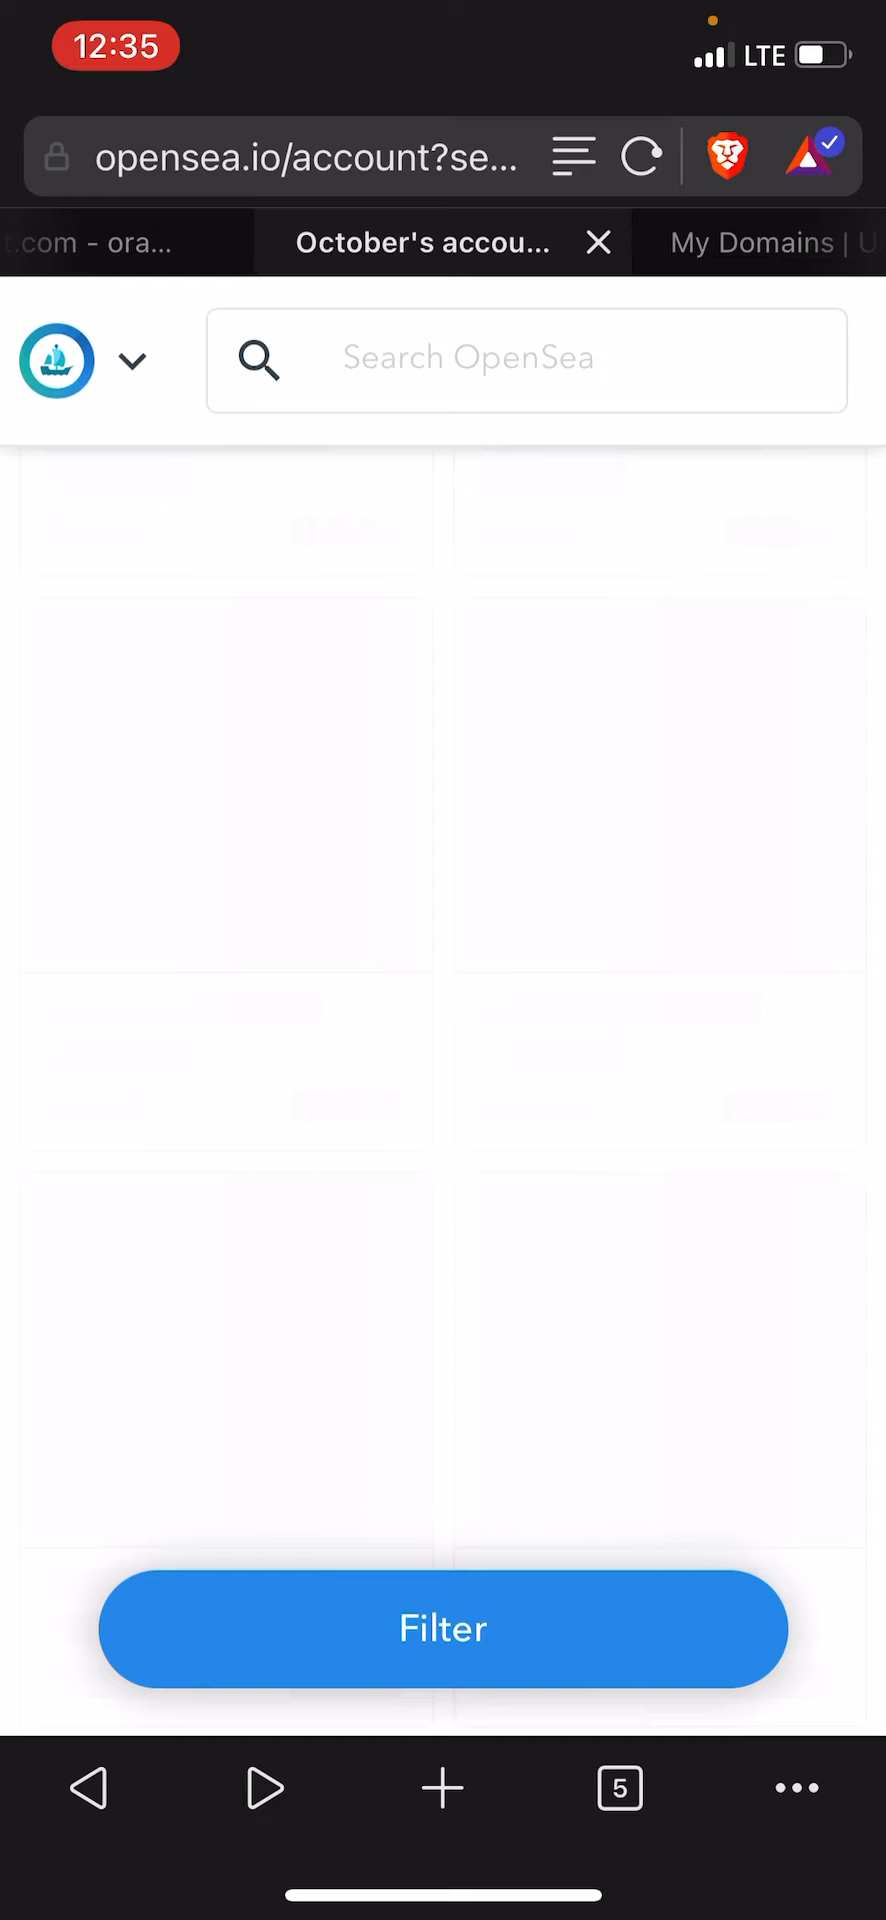 12:35
LTE
opensea.io/account?se...
t.com - ora...
October's accou...
My Domains | U
Search OpenSea
Filter
5